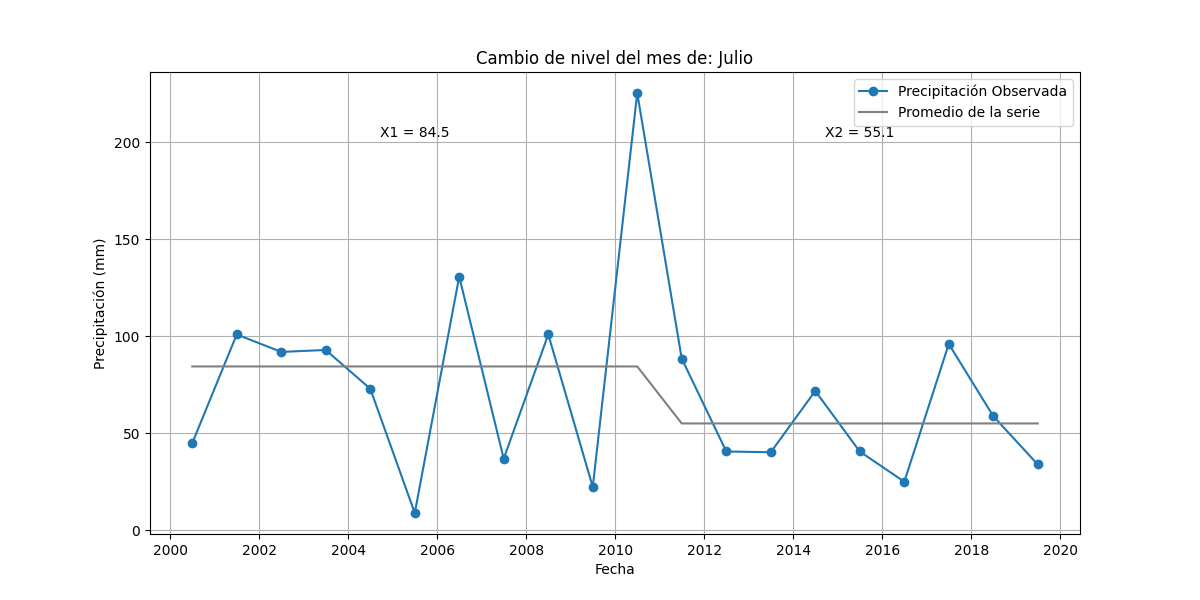 Cambio de nivel del mes de: Julio
Precipitación Observada
Promedio de la serie
X1 = 84.5
X2 = 55.1
Precipitación (mm)
200
150
100
50
0
2000 2002 2004 2006 2008 2010 2012 2014 2016 2018 2020
Fecha